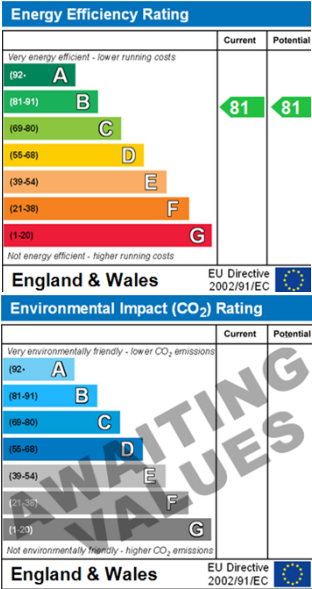 Energy Efficiency Rating
Current Potential
Very energy efficient - lower running costs
(92- A
(81-91) B
81 81
(69-80) C
(55-68) D
(39-54) E
(21-38) F
(1-20) G
Not energy efficient - higher running costs
England & Wales
EU Directive
2002/91/EC
Environmental Impact (CO2) Rating
Current Potential
Very environmentally friendly - lower CO2 emissions
(92- A
(81-91) B
(69-80) C
(55-68) D
(39-54) E
(21-38) F
(1-20) G
AWAITING
VALUES
Not environmentally friendly - higher CO2 emissions
England & Wales
EU Directive
2002/91/EC